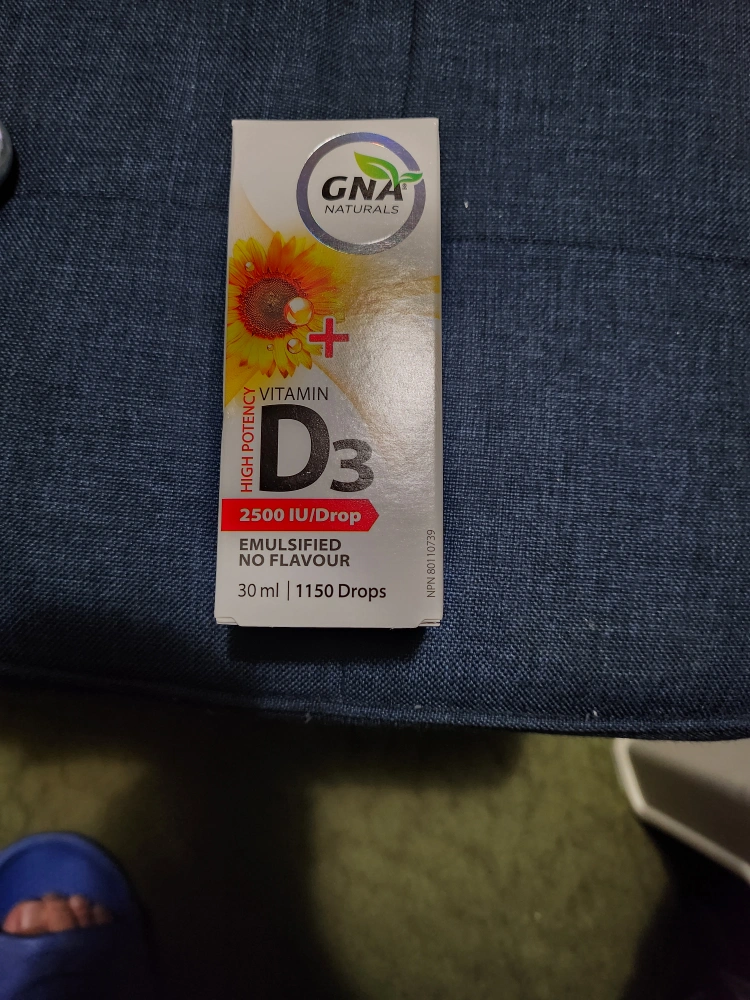 GNA®
NATURALS
HIGH POTENCY
VITAMIN
D3
2500 IU/Drop
EMULSIFIED
NO FLAVOUR
30 ml | 1150 Drops
NPN 80110739